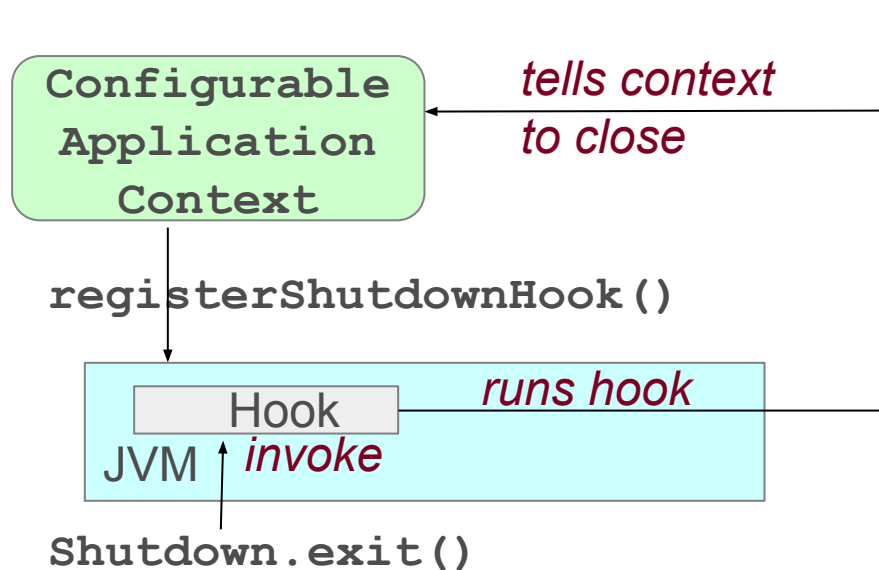 Configurable
Application
Context
tells context
to close
registerShutdownHook()
runs hook
Hook
invoke
JVM
Shutdown.exit()